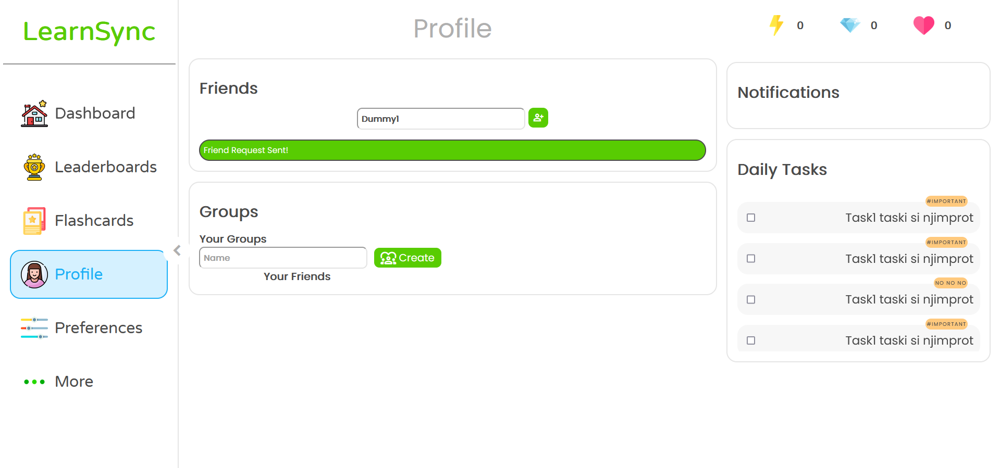 LearnSync
Dashboard
Leaderboards
Flashcards
Profile
Preferences
More
Profile
0
0
0
Friends
Dummy1
Friend Request Sent!
Groups
Your Groups
Name
Create
Your Friends
Notifications
Daily Tasks
#IMPORTANT
Task1 taski si njimprot
#IMPORTANT
Task1 taski si njimprot
NO NO NO
Task1 taski si njimprot
#IMPORTANT
Task1 taski si njimprot